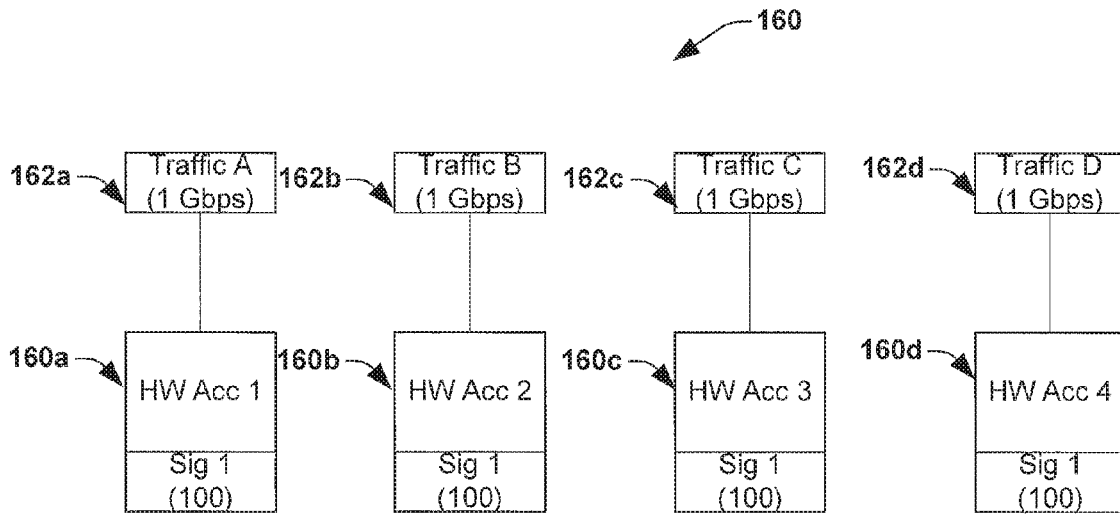 160
162a
Traffic A
(1 Gbps)
162b
Traffic B
(1 Gbps)
162c
Traffic C
(1 Gbps)
162d
Traffic D
(1 Gbps)
160a
HW Acc 1
Sig 1
(100)
160b
HW Acc 2
Sig 1
(100)
160c
HW Acc 3
Sig 1
(100)
160d
HW Acc 4
Sig 1
(100)